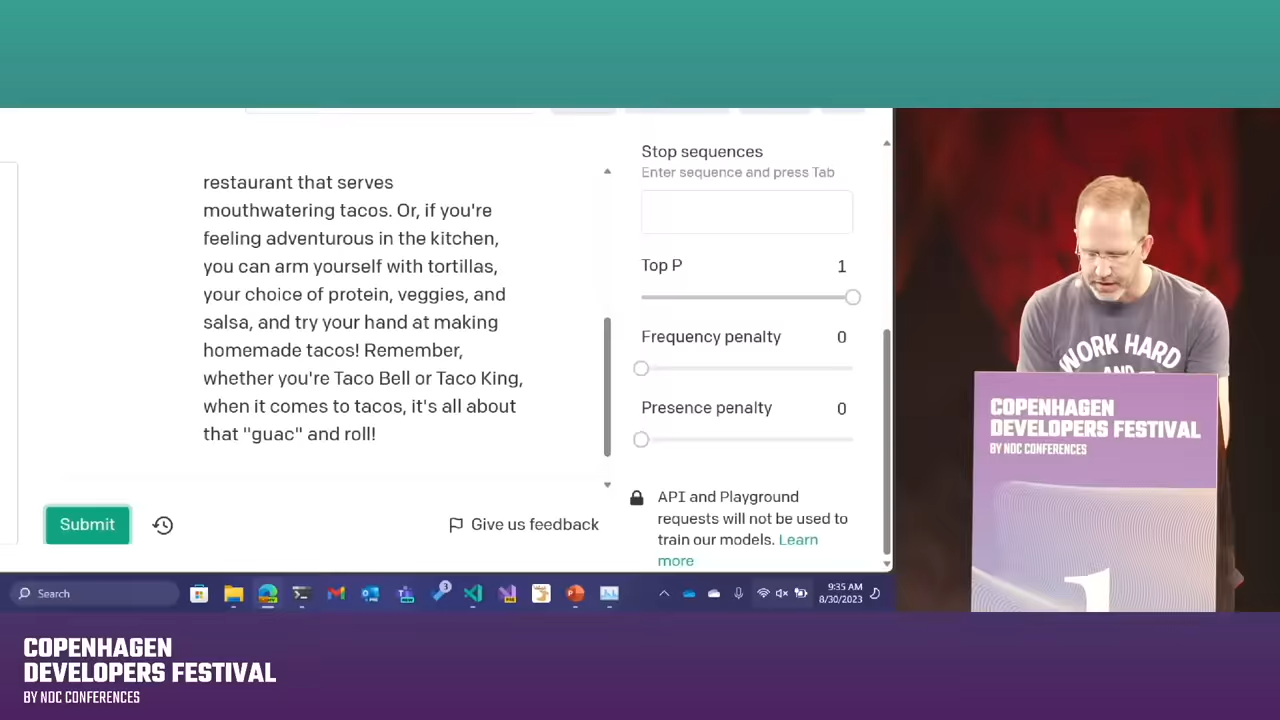 restaurant that serves
mouthwatering tacos. Or, if you're
feeling adventurous in the kitchen,
you can arm yourself with tortillas,
your choice of protein, veggies, and
salsa, and try your hand at making
homemade tacos! Remember,
whether you're Taco Bell or Taco King,
when it comes to tacos, it's all about
that "guac" and roll!
Submit
Give us feedback
Stop sequences
Enter sequence and press Tab
Top P 1
Frequency penalty 0
Presence penalty 0
API and Playground
requests will not be used to
train our models. Learn
more
Search
3
9:35 AM
8/30/2023
WORK HARD
AND
COPENHAGEN
DEVELOPERS FESTIVAL
BY NDC CONFERENCES
1
COPENHAGEN
DEVELOPERS FESTIVAL
BY NDC CONFERENCES